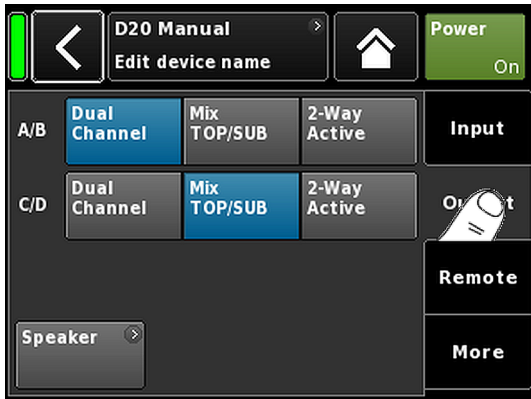 D20 Manual
Edit device name
Power
On
A/B
Dual
Channel
Mix
TOP/SUB
2-Way
Active
Input
C/D
Dual
Channel
Mix
TOP/SUB
2-Way
Active
Remote
Speaker
More